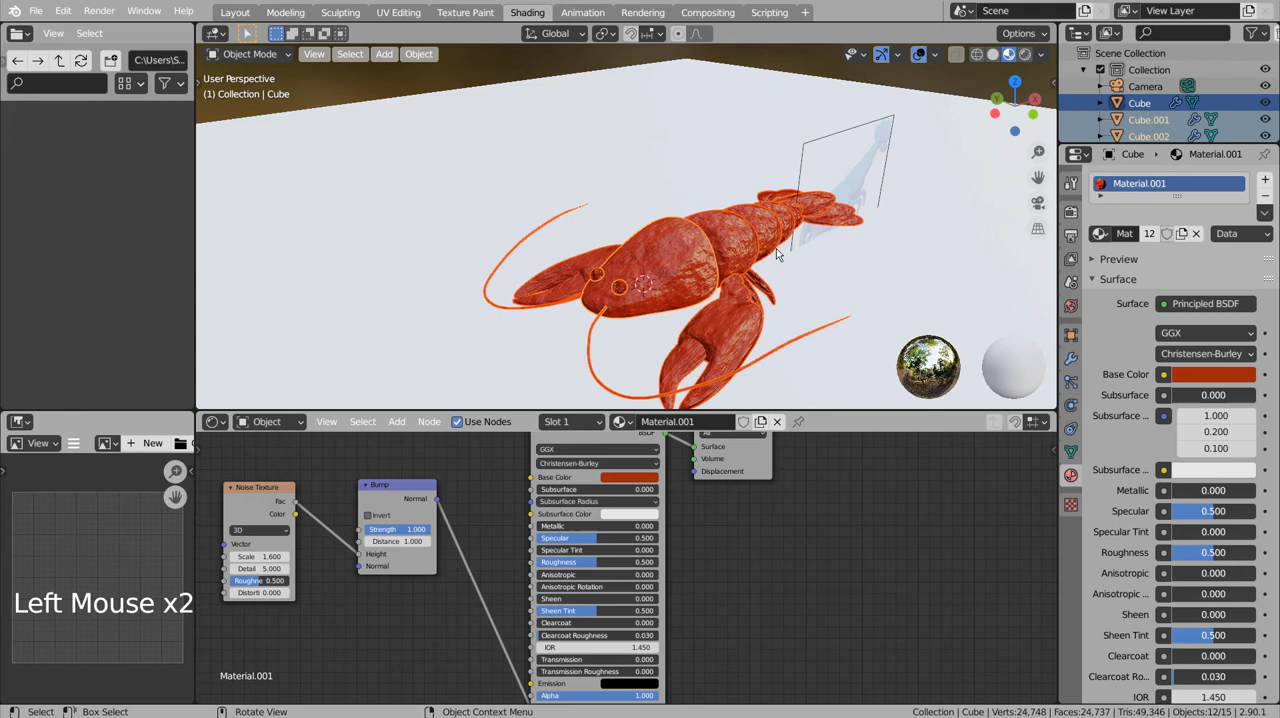 File Edit Render Window Help Layout Modeling Sculpting UV Editing Texture Paint Shading Animation Rendering Compositing Scripting Scene View Layer
View Select
C:\Users\S...
Object Mode View Select Add Object Global Options
User Perspective
(1) Collection | Cube
Scene Collection
Collection
Camera
Cube
Cube.001
Cube.002
Cube Material.001
Material.001
Mat 12 Data
Preview
Surface
Surface Principled BSDF
GGX
Christensen-Burley
Base Color
Subsurface 0.000
Subsurface ... 1.000
0.200
0.100
Subsurface ...
Metallic 0.000
Specular 0.500
Specular Tint 0.000
Roughness 0.500
Anisotropic 0.000
Anisotropic ... 0.000
Sheen 0.000
Sheen Tint 0.500
Clearcoat 0.000
Clearcoat Ro... 0.030
IOR 1.450
View New
Object View Select Add Node Use Nodes Slot 1 Material.001
Noise Texture
Fac
Color
3D
Vector
Scale 1.600
Detail 5.000
Roughne 0.500
Distorti 0.000
Bump
Normal
Invert
Strength 1.000
Distance 1.000
Height
Normal
BSDF
GGX
Christensen-Burley
Base Color
Subsurface 0.000
Subsurface Radius
Subsurface Color
Metallic 0.000
Specular 0.500
Specular Tint 0.000
Roughness 0.500
Anisotropic 0.000
Anisotropic Rotation 0.000
Sheen 0.000
Sheen Tint 0.500
Clearcoat 0.000
Clearcoat Roughness 0.030
IOR 1.450
Transmission 0.000
Transmission Roughness 0.000
Emission
Alpha 1.000
All
Surface
Volume
Displacement
Left Mouse x2
Material.001
Select Box Select Rotate View Object Context Menu Collection | Cube | Verts:24,748 | Faces:24,737 | Tris:49,346 | Objects:12/15 | 2.90.1